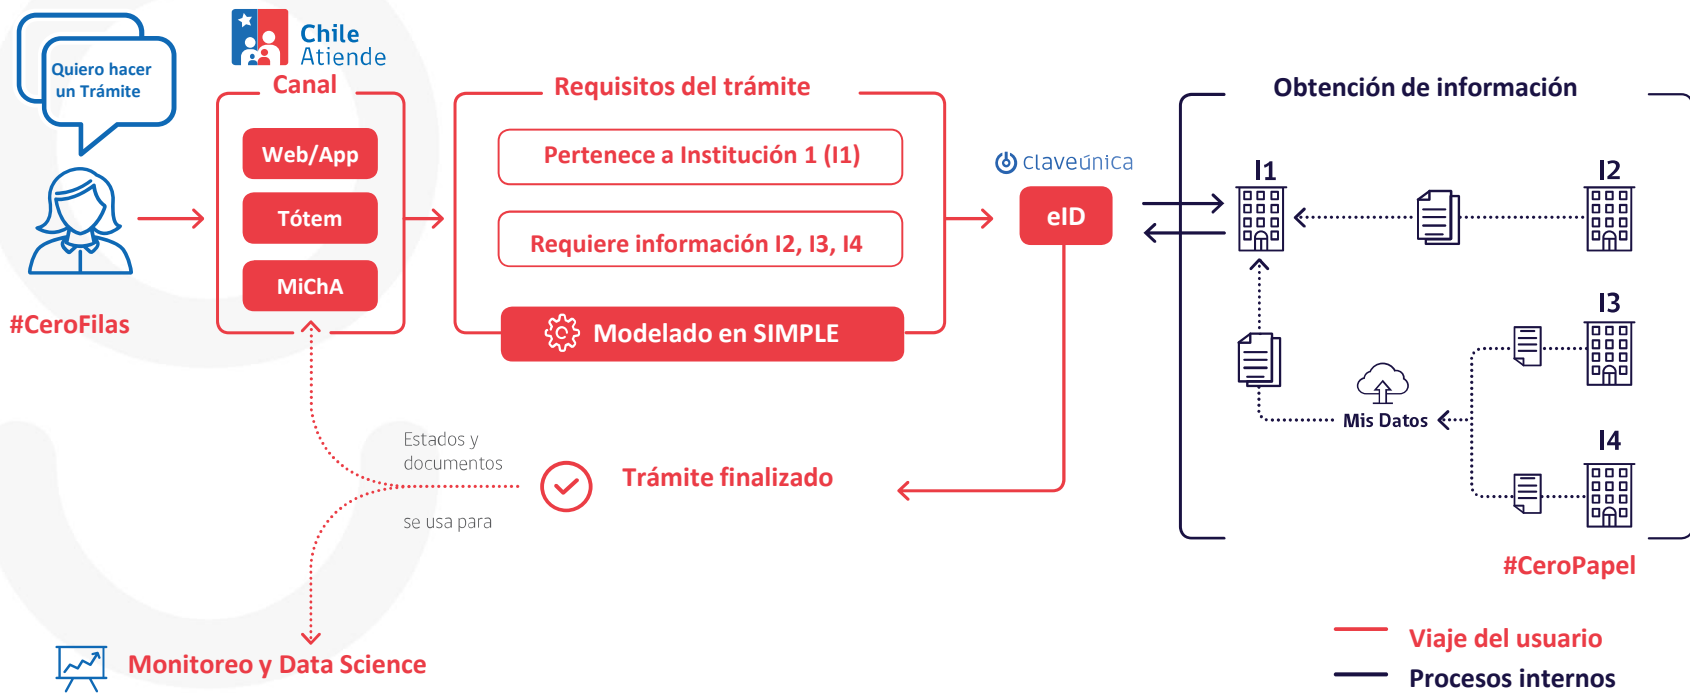 Quiero hacer
un Trámite
#CeroFilas
Chile
Atiende
Canal
Web/App
Tótem
MiChA
Requisitos del trámite
Pertenece a Institución 1 (I1)
Requiere información I2, I3, I4
Modelado en SIMPLE
claveúnica
eID
Obtención de información
I1
I2
I3
Mis Datos
I4
#CeroPapel
Estados y
documentos
se usa para
Trámite finalizado
Monitoreo y Data Science
Viaje del usuario
Procesos internos